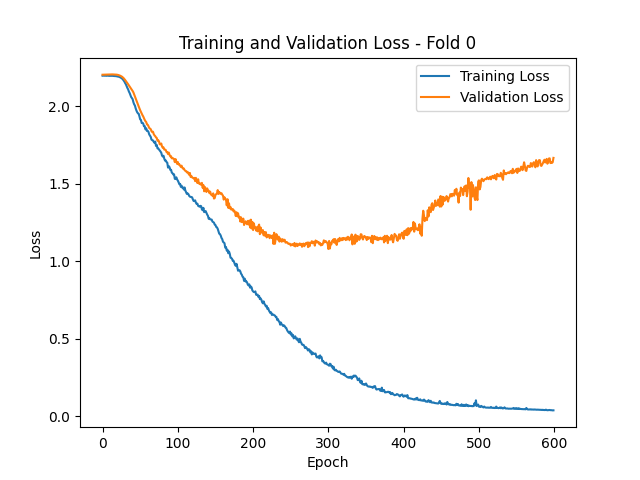 Training and Validation Loss - Fold 0
Training Loss
Validation Loss
2.0
1.5
1.0
0.5
0.0
Loss
0 100 200 300 400 500 600
Epoch